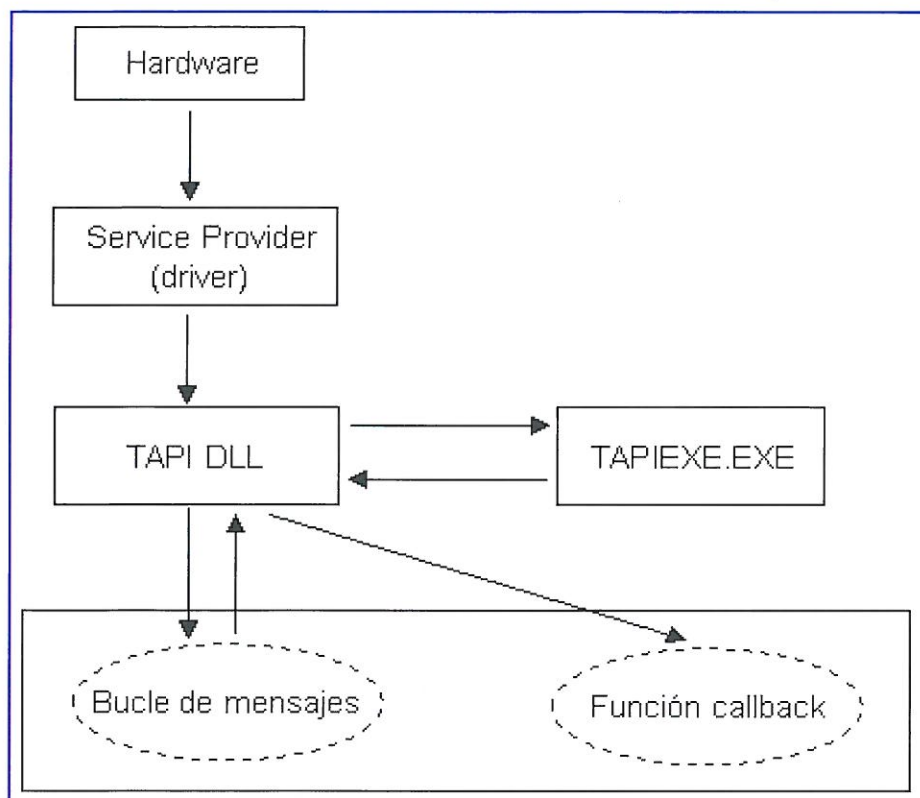 Hardware
Service Provider
(driver)
TAPI DLL
TAPIEXE.EXE
Bucle de mensajes
Función callback